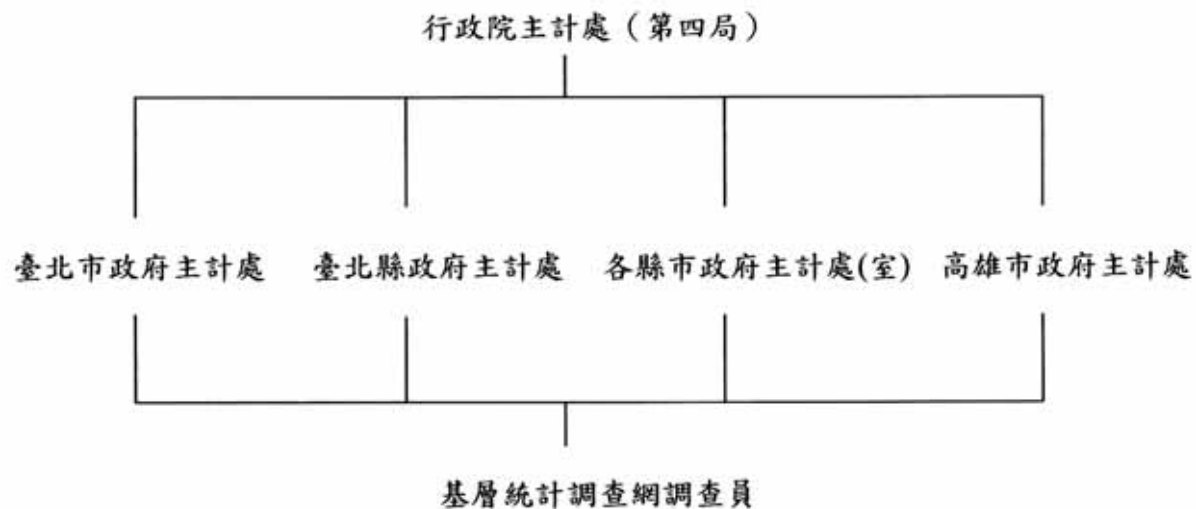 行政院主計處（第四局）
臺北市政府主計處 臺北縣政府主計處 各縣市政府主計處(室) 高雄市政府主計處
基層統計調查網調查員